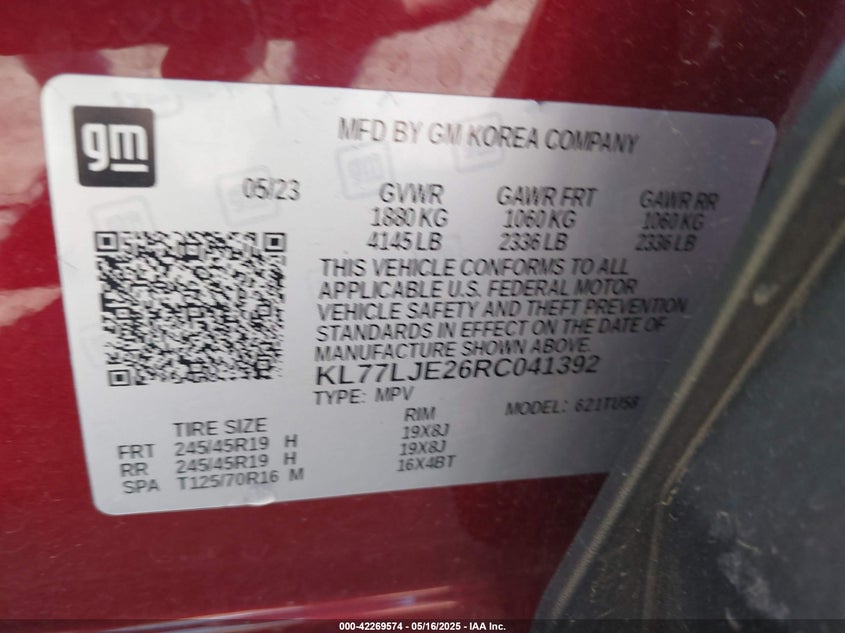 gm
MFD BY GM KOREA COMPANY
05/23
GVWR GAWR FRT GAWR RR
1880 KG 1060 KG 1060 KG
4145 LB 2336 LB 2336 LB
THIS VEHICLE CONFORMS TO ALL
APPLICABLE U.S. FEDERAL MOTOR
VEHICLE SAFETY AND THEFT PREVENTION
STANDARDS IN EFFECT ON THE DATE OF
MANUFACTURE SHOWN ABOVE.
KL77LJE26RC041392
TYPE: MPV MODEL: 621TU58
TIRE SIZE RIM
FRT 245/45R19 H 19X8J
RR 245/45R19 H 19X8J
SPA T125/70R16 M 16X4BT
000-42269574 - 05/16/2025 - IAA Inc.